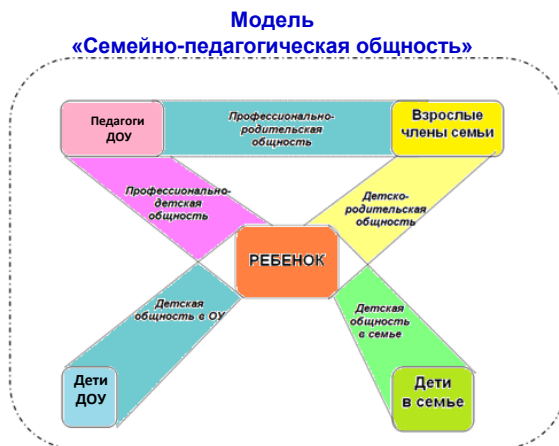 Модель
«Семейно-педагогическая общность»
Педагоги
ДОУ
Профессионально-
родительская
общность
Взрослые
члены семьи
Профессионально-
детская
общность
Детско-
родительская
общность
РЕБЕНОК
Детская
общность в ОУ
Детская
общность
в семье
Дети
ДОУ
Дети
в семье